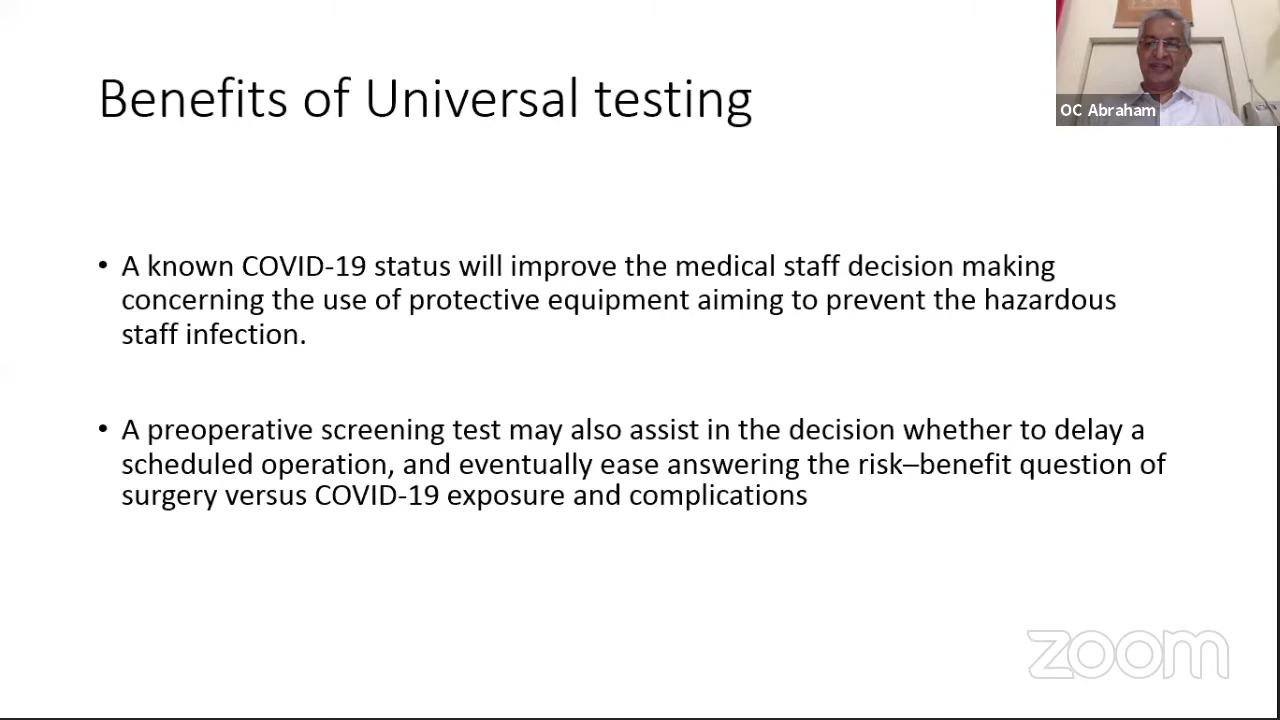 Benefits of Universal testing
OC Abraham
• A known COVID-19 status will improve the medical staff decision making
concerning the use of protective equipment aiming to prevent the hazardous
staff infection.
• A preoperative screening test may also assist in the decision whether to delay a
scheduled operation, and eventually ease answering the risk–benefit question of
surgery versus COVID-19 exposure and complications
zoom